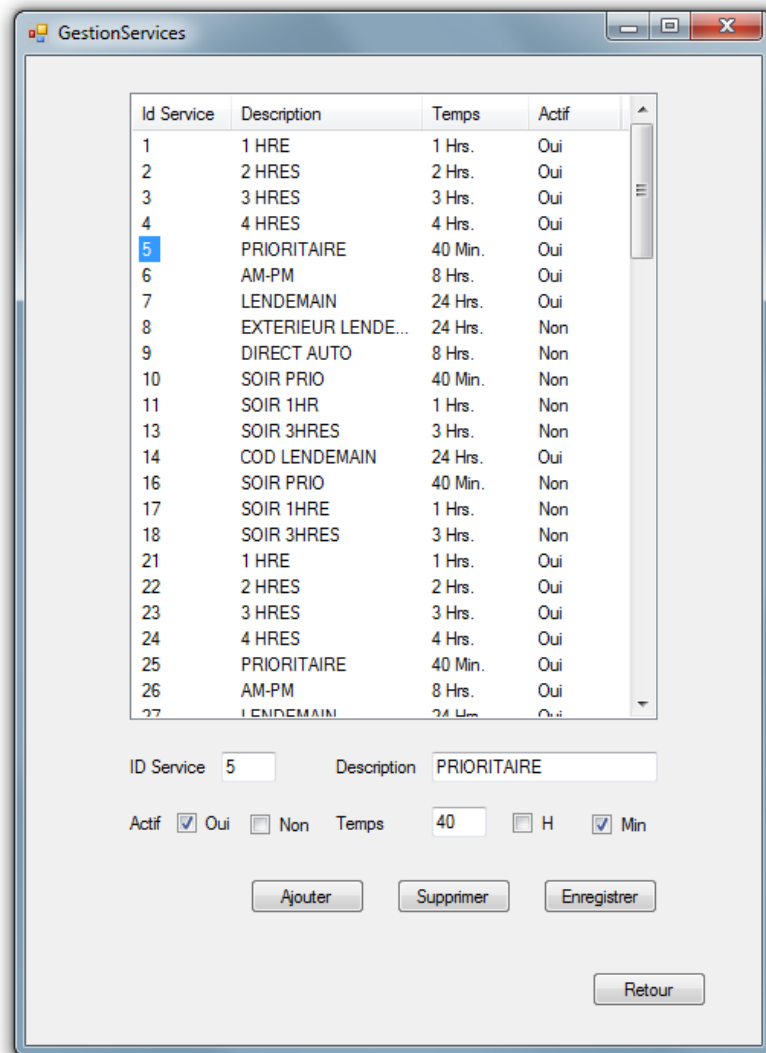 GestionServices
Id Service Description Temps Actif
1 1 HRE 1 Hrs. Oui
2 2 HRES 2 Hrs. Oui
3 3 HRES 3 Hrs. Oui
4 4 HRES 4 Hrs. Oui
5 PRIORITAIRE 40 Min. Oui
6 AM-PM 8 Hrs. Oui
7 LENDEMAIN 24 Hrs. Oui
8 EXTERIEUR LENDE... 24 Hrs. Non
9 DIRECT AUTO 8 Hrs. Non
10 SOIR PRIO 40 Min. Non
11 SOIR 1HR 1 Hrs. Non
13 SOIR 3HRES 3 Hrs. Non
14 COD LENDEMAIN 24 Hrs. Oui
16 SOIR PRIO 40 Min. Non
17 SOIR 1HRE 1 Hrs. Non
18 SOIR 3HRES 3 Hrs. Non
21 1 HRE 1 Hrs. Oui
22 2 HRES 2 Hrs. Oui
23 3 HRES 3 Hrs. Oui
24 4 HRES 4 Hrs. Oui
25 PRIORITAIRE 40 Min. Oui
26 AM-PM 8 Hrs. Oui
27 LENDEMAIN 24 Hrs. Oui
ID Service 5 Description PRIORITAIRE
Actif Oui Non Temps 40 H Min
Ajouter Supprimer Enregistrer
Retour